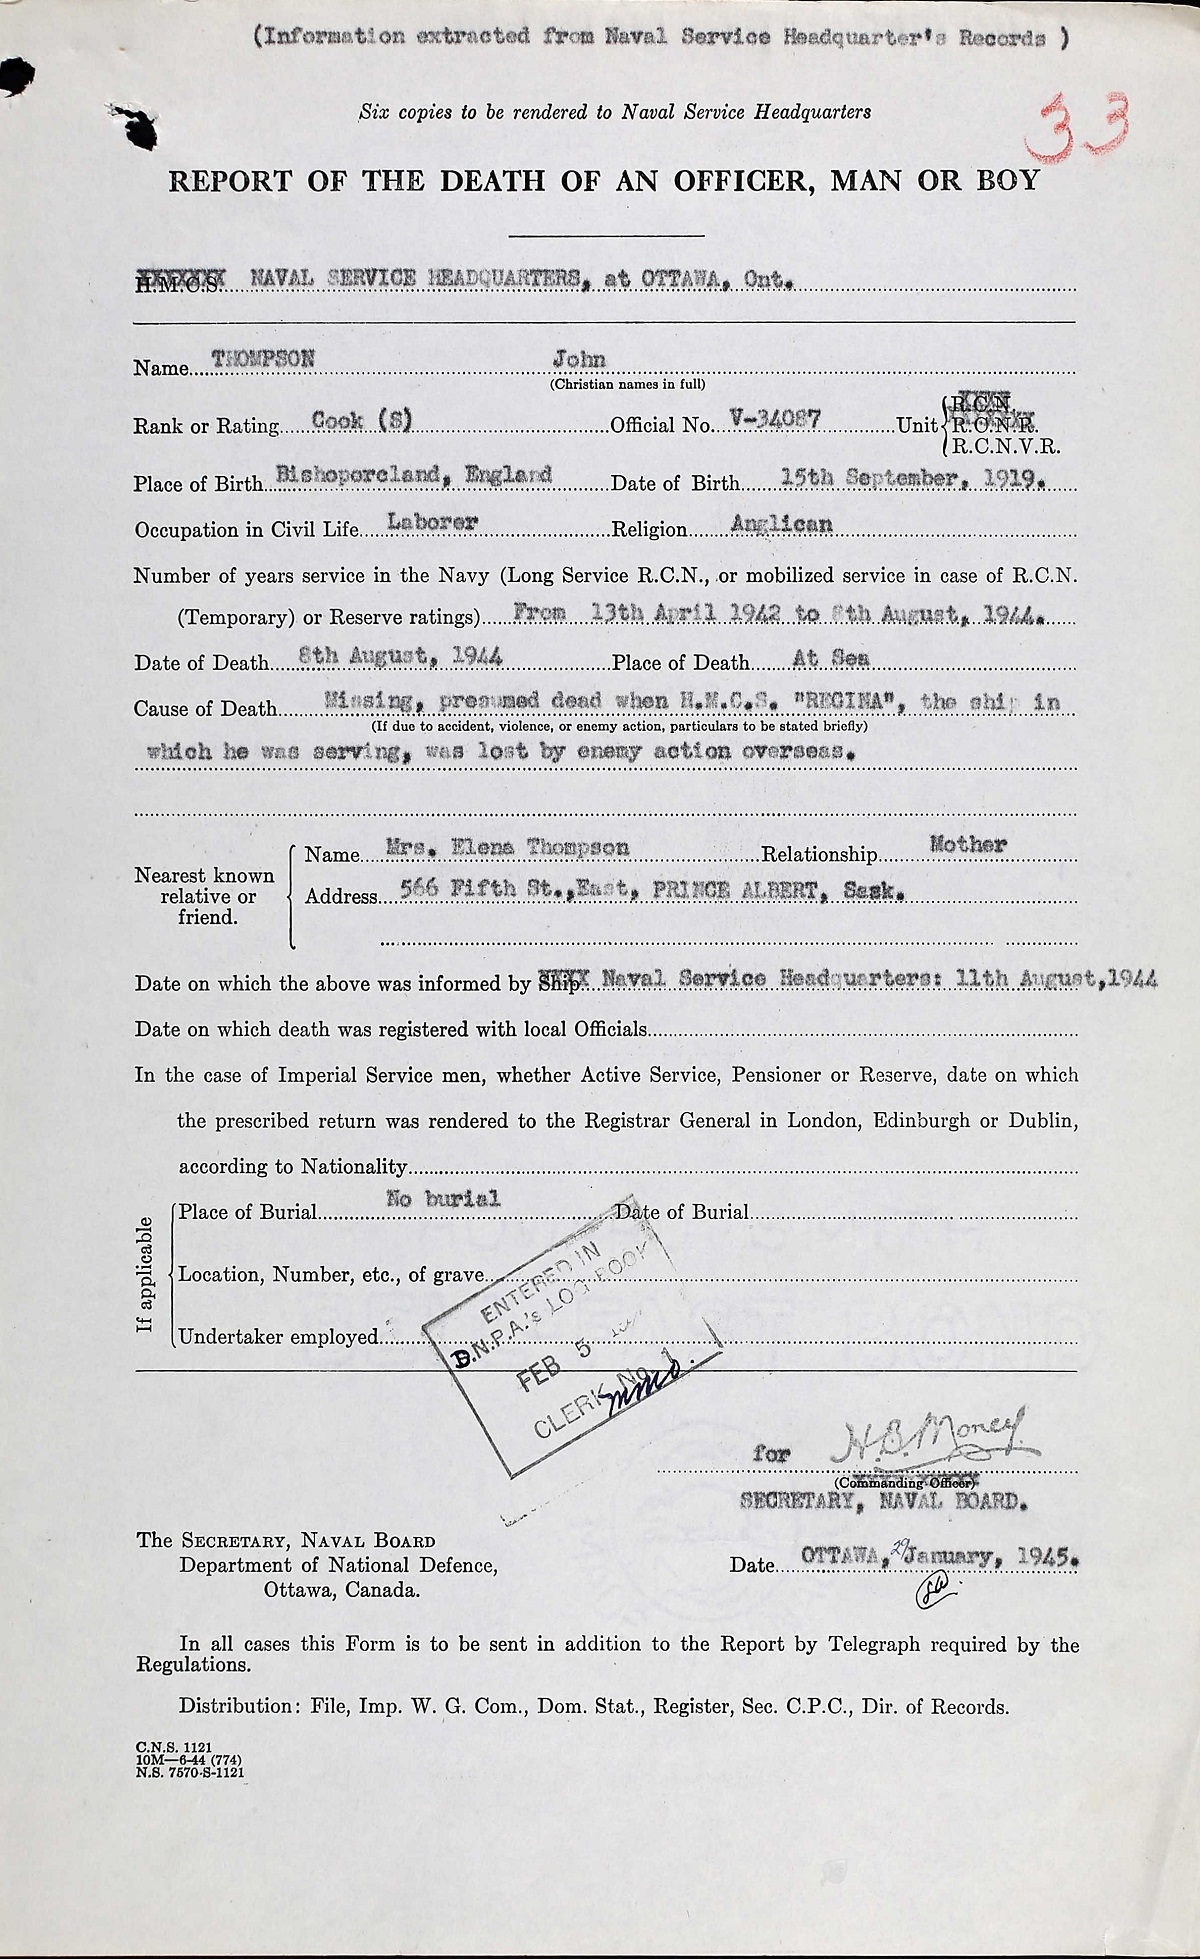 (Information extracted from Naval Service Headquarter's Records )
33
Six copies to be rendered to Naval Service Headquarters
REPORT OF THE DEATH OF AN OFFICER, MAN OR BOY
H.M.C.S. NAVAL SERVICE HEADQUARTERS, at OTTAWA, Ont.
Name THOMPSON John
(Christian names in full)
Rank or Rating Cook (S) Official No. V-34087 Unit R.C.N.
R.C.N.R.
R.C.N.V.R.
Place of Birth Bishoporcland, England Date of Birth 15th September, 1919.
Occupation in Civil Life Laborer Religion Anglican
Number of years service in the Navy (Long Service R.C.N., or mobilized service in case of R.C.N.
(Temporary) or Reserve ratings) From 13th April 1942 to 8th August, 1944.
Date of Death 8th August, 1944 Place of Death At Sea
Cause of Death Missing, presumed dead when H.M.C.S. "REGINA", the ship in
(If due to accident, violence, or enemy action, particulars to be stated briefly)
which he was serving, was lost by enemy action overseas.
Nearest known relative or friend.
Name Mrs. Elena Thompson Relationship Mother
Address 566 Fifth St.,East, PRINCE ALBERT, Sask.
Date on which the above was informed by Ship Naval Service Headquarters: 11th August,1944
Date on which death was registered with local Officials
In the case of Imperial Service men, whether Active Service, Pensioner or Reserve, date on which
the prescribed return was rendered to the Registrar General in London, Edinburgh or Dublin,
according to Nationality
If applicable
Place of Burial No burial Date of Burial
Location, Number, etc., of grave
Undertaker employed
ENTERED IN
D.N.P.A.'s LOG BOOK
FEB 5
CLERK No. 1
for H.B. Money
(Commanding Officer)
SECRETARY, NAVAL BOARD.
The SECRETARY, NAVAL BOARD
Department of National Defence,
Ottawa, Canada.
Date OTTAWA, 29 January, 1945.
In all cases this Form is to be sent in addition to the Report by Telegraph required by the
Regulations.
Distribution: File, Imp. W. G. Com., Dom. Stat., Register, Sec. C.P.C., Dir. of Records.
C.N.S. 1121
10M—6-44 (774)
N.S. 7570-S-1121